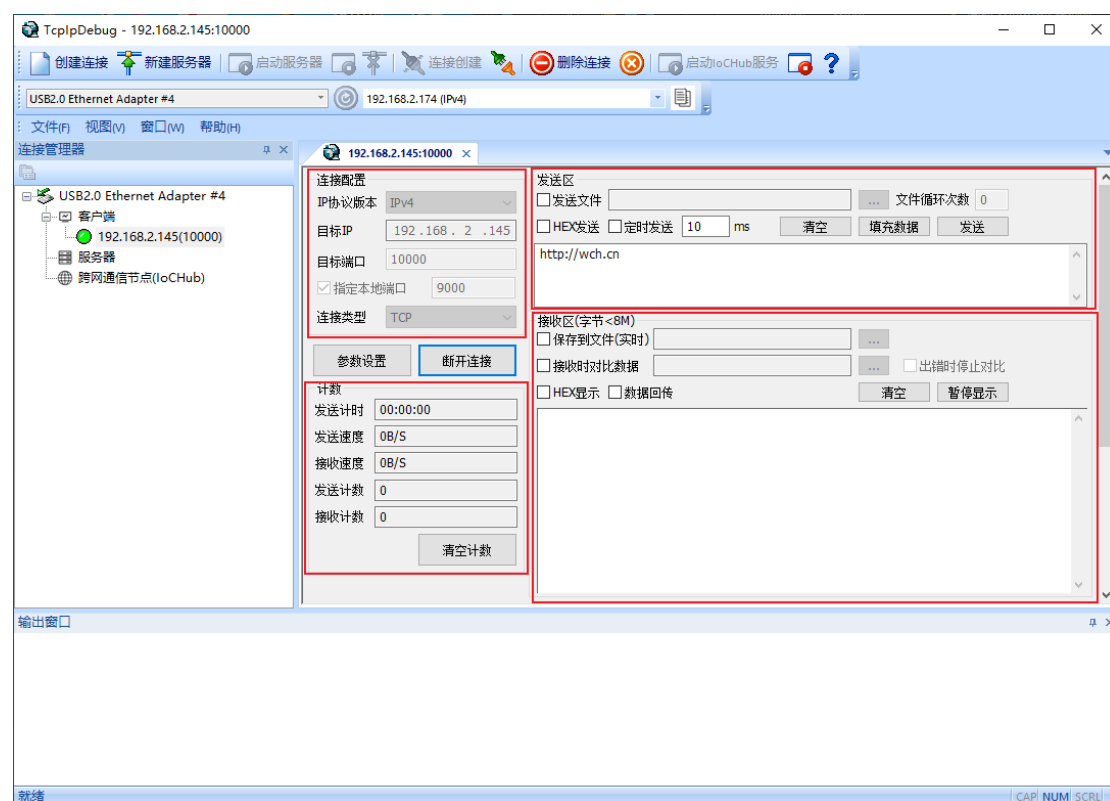 TcpIpDebug - 192.168.2.145:10000
创建连接 新建服务器 启动服务器 连接创建 删除连接 启动IoCHub服务
USB2.0 Ethernet Adapter #4 192.168.2.174 (IPv4)
文件(F) 视图(V) 窗口(W) 帮助(H)
连接管理器
USB2.0 Ethernet Adapter #4
客户端
192.168.2.145(10000)
服务器
跨网通信节点(IoCHub)
192.168.2.145:10000
连接配置
IP协议版本 IPv4
目标IP 192 .168 . 2 .145
目标端口 10000
指定本地端口 9000
连接类型 TCP
参数设置 断开连接
计数
发送计时 00:00:00
发送速度 0B/S
接收速度 0B/S
发送计数 0
接收计数 0
清空计数
发送区
发送文件 ... 文件循环次数 0
HEX发送 定时发送 10 ms 清空 填充数据 发送
http://wch.cn
接收区(字节<8M)
保存到文件(实时) ...
接收时对比数据 ... 出错时停止对比
HEX显示 数据回传 清空 暂停显示
输出窗口
就绪 CAP NUM SCRL